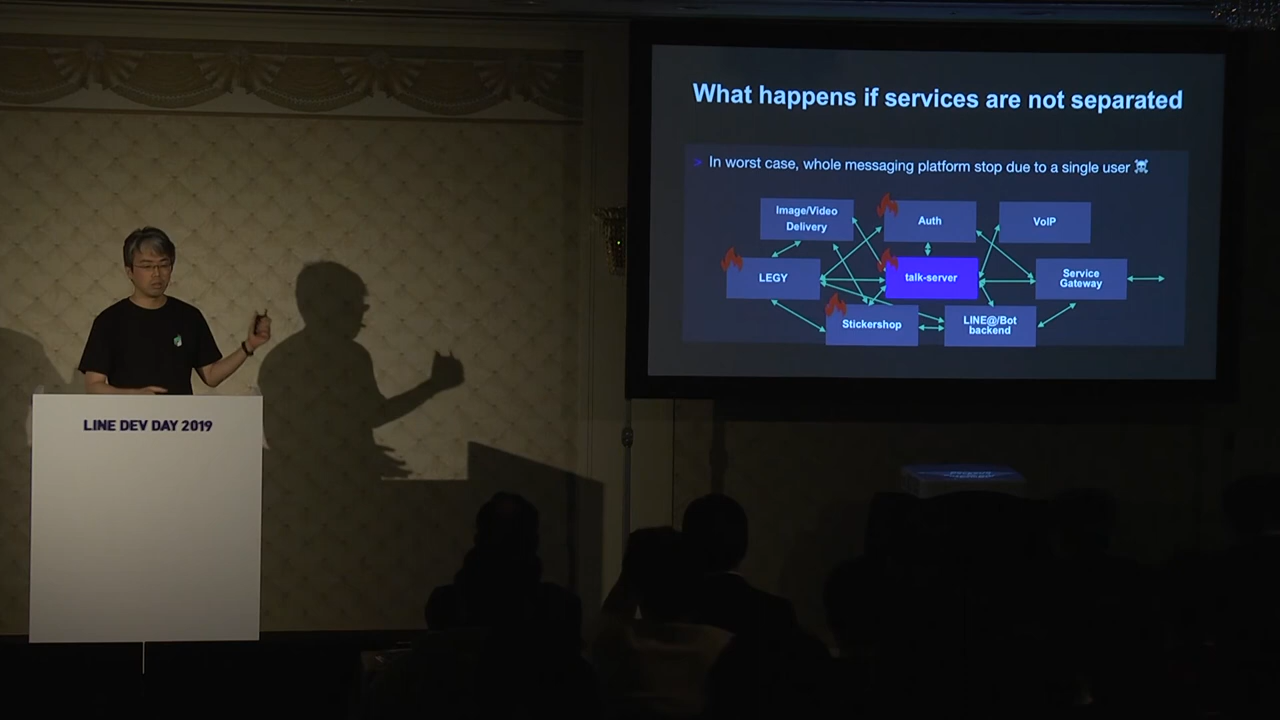 What happens if services are not separated
> In worst case, whole messaging platform stop due to a single user ☠
Image/Video
Delivery
Auth
VoIP
LEGY
talk-server
Service
Gateway
Stickershop
LINE@/Bot
backend
LINE DEV DAY 2019